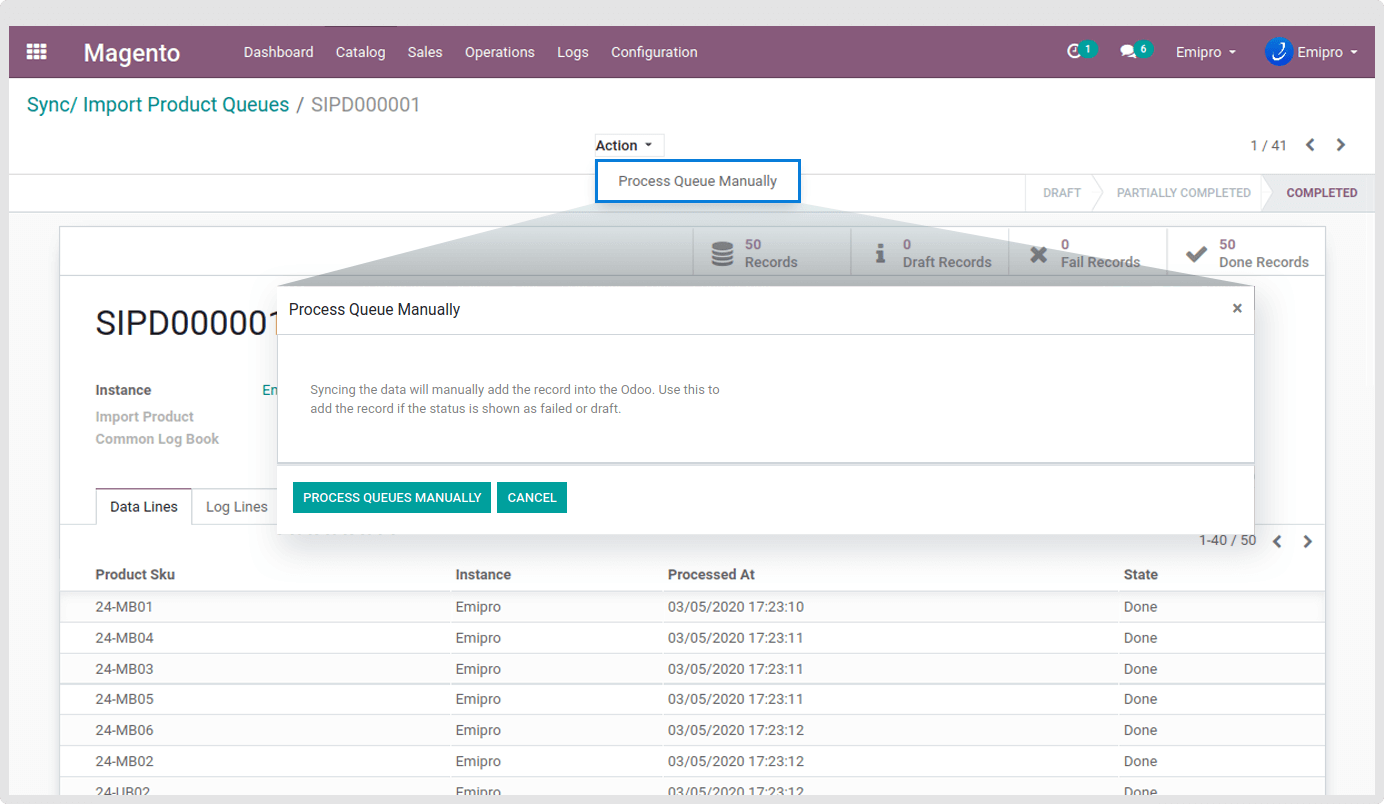 Magento Dashboard Catalog Sales Operations Logs Configuration 1 6 Emipro Emipro
Sync/ Import Product Queues / SIPD000001
Action 1 / 41
Process Queue Manually
DRAFT PARTIALLY COMPLETED COMPLETED
50 0 0 50
Records Draft Records Fail Records Done Records
Process Queue Manually ×
SIPD000001
Syncing the data will manually add the record into the Odoo. Use this to
add the record if the status is shown as failed or draft.
Instance
Import Product
Common Log Book
PROCESS QUEUES MANUALLY CANCEL
Data Lines Log Lines
1-40 / 50
Product Sku Instance Processed At State
24-MB01 Emipro 03/05/2020 17:23:10 Done
24-MB04 Emipro 03/05/2020 17:23:11 Done
24-MB03 Emipro 03/05/2020 17:23:11 Done
24-MB05 Emipro 03/05/2020 17:23:11 Done
24-MB06 Emipro 03/05/2020 17:23:12 Done
24-MB02 Emipro 03/05/2020 17:23:12 Done
24-UB02 Emipro 03/05/2020 17:23:12 Done